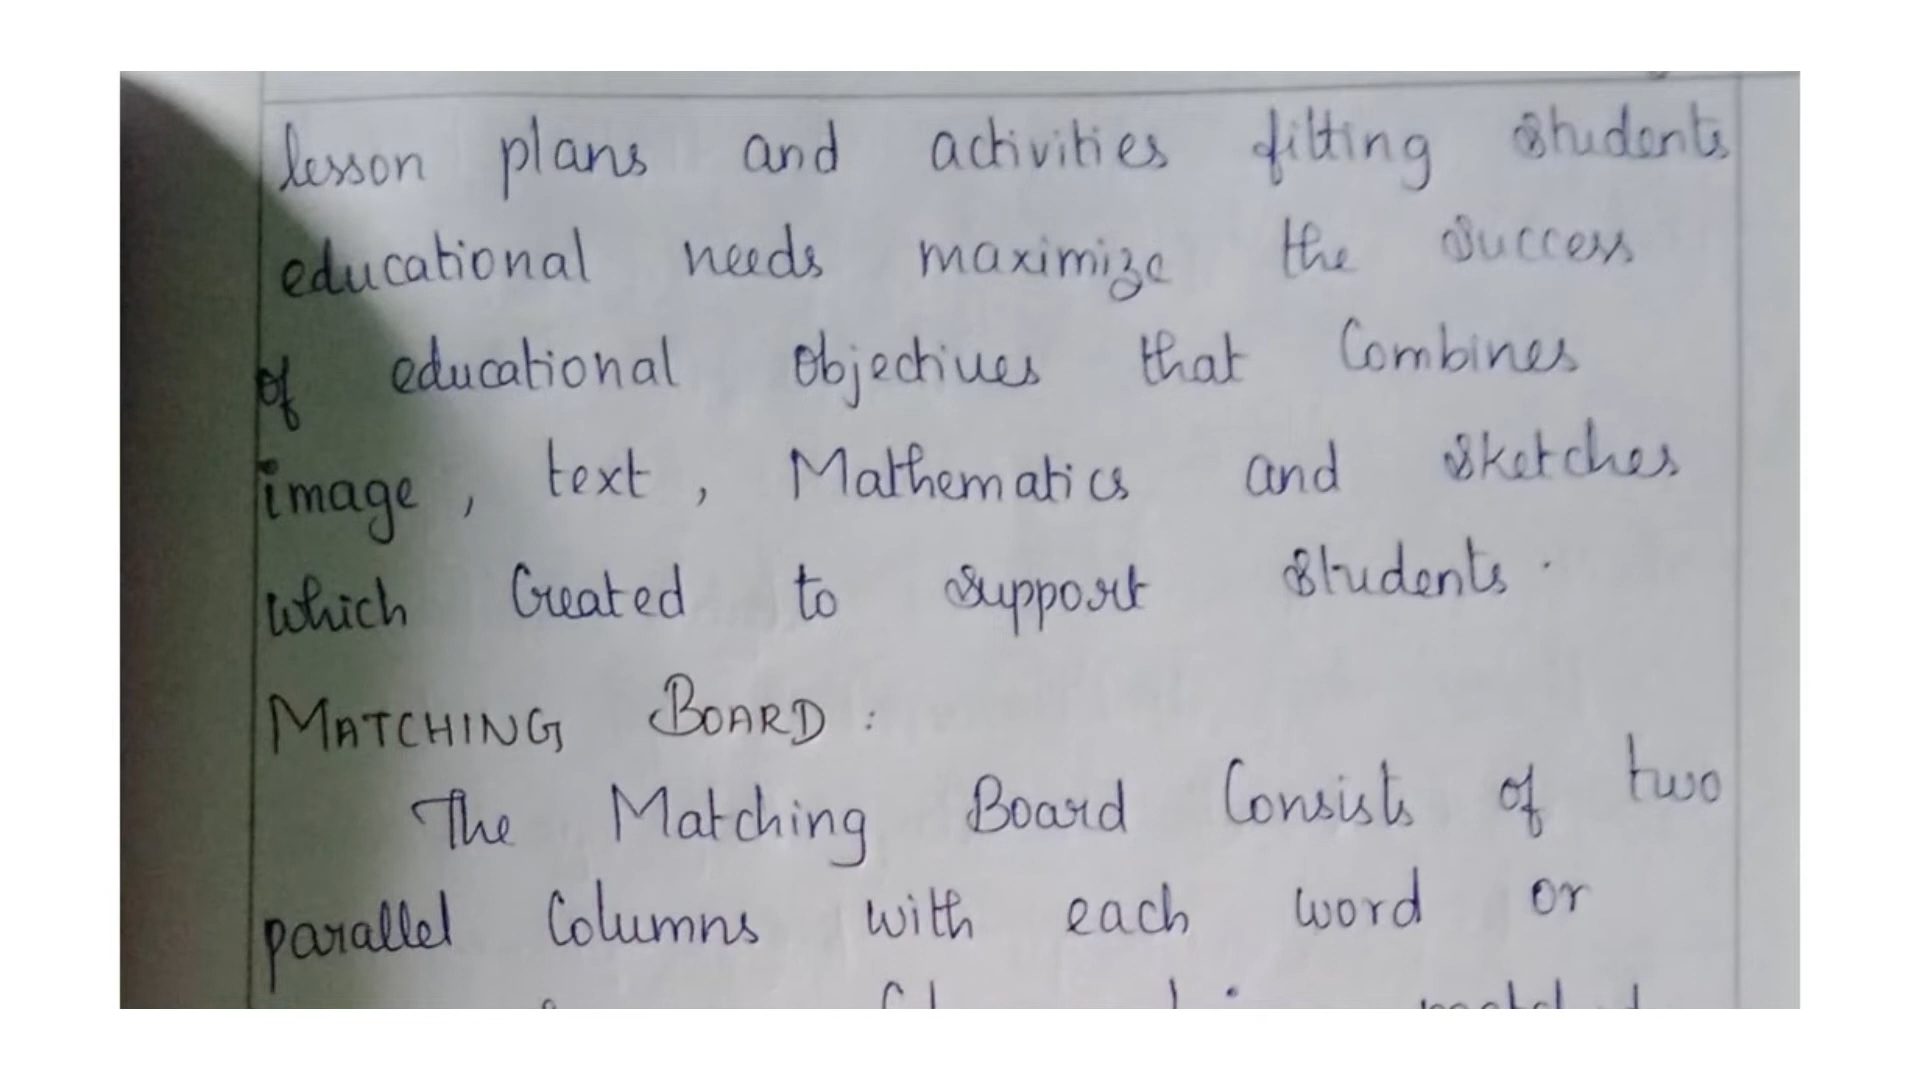 lesson plans and activities fitting students
educational needs maximize the success
of educational objectives that Combines
image, text, Mathematics and sketches
which Created to support students.
MATCHING BOARD:
The Matching Board Consists of two
parallel Columns with each word or